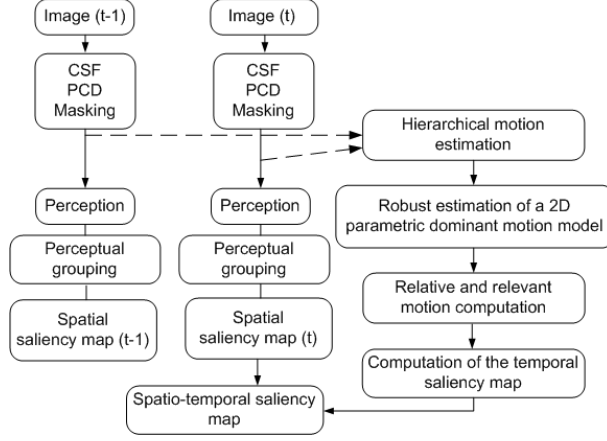 Image (t-1)
CSF
PCD
Masking
Perception
Perceptual
grouping
Spatial
saliency map (t-1)
Image (t)
CSF
PCD
Masking
Perception
Perceptual
grouping
Spatial
saliency map (t)
Spatio-temporal saliency
map
Hierarchical motion
estimation
Robust estimation of a 2D
parametric dominant motion model
Relative and relevant
motion computation
Computation of the temporal
saliency map